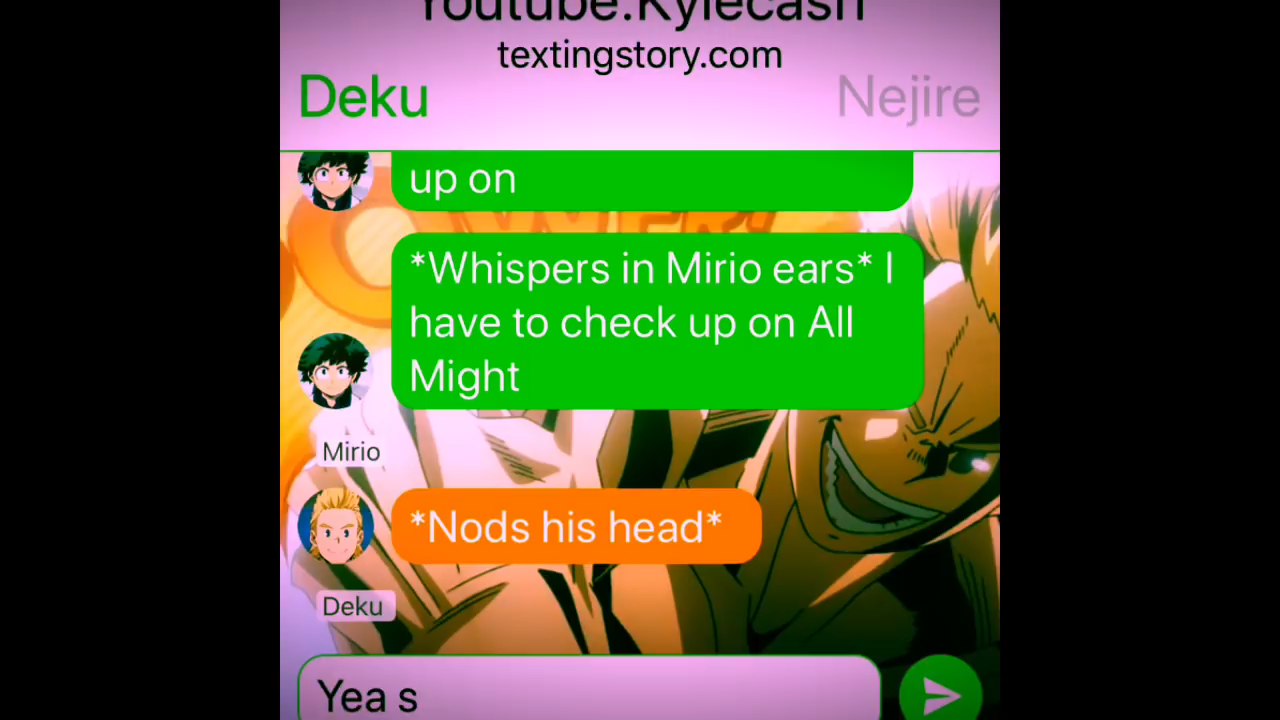 Youtube:Kylecash
textingstory.com
Deku
Nejire
up on
*Whispers in Mirio ears* I
have to check up on All
Might
Mirio
*Nods his head*
Deku
Yea s